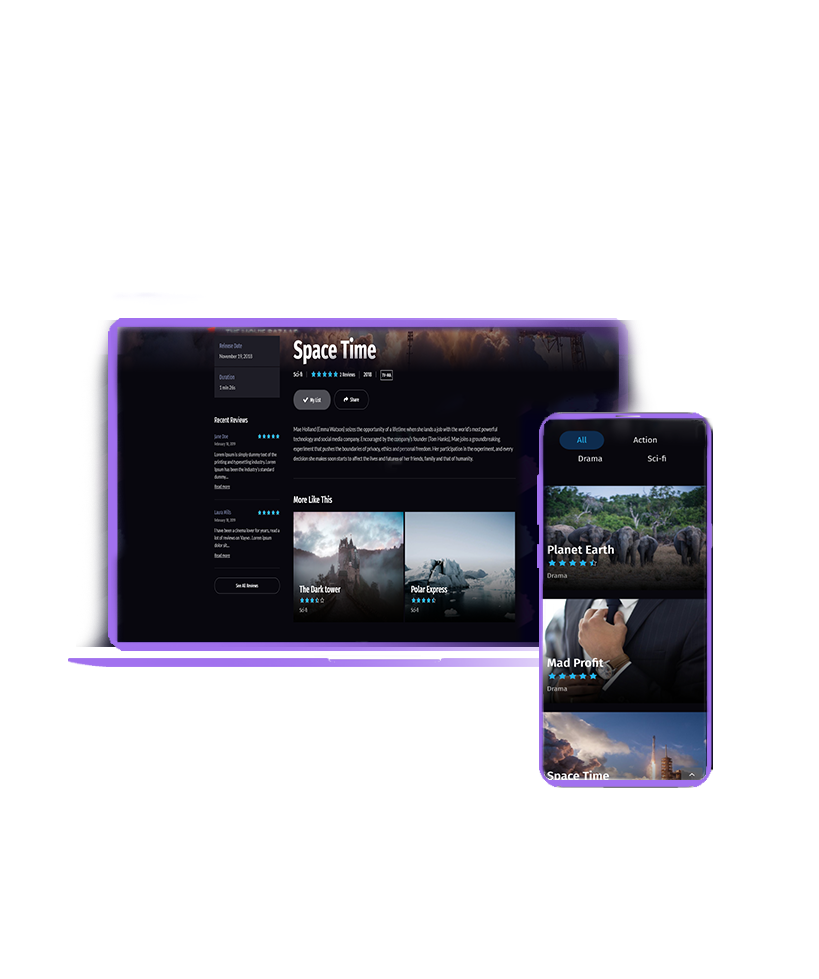 Release Date
November 19, 2018
Duration
1 min 26s
Recent Reviews
Jane Doe
February 18, 2019
Lorem Ipsum is simply dummy text of the
printing and typesetting industry. Lorem
Ipsum has been the industry's standard
dummy...
Read more
Laura Mills
February 18, 2019
I have been a cinema lover for years, read a
lot of reviews on Vayvo . Lorem ipsum
dolor sit...
Read more
See All Reviews
Space Time
Sci-fi
2 Reviews
2018
My List
Share
Mae Holland (Emma Watson) seizes the opportunity of a lifetime when she lands a job with the world's most powerful
technology and social media company. Encouraged by the company's founder (Tom Hanks), Mae joins a groundbreaking
experiment that pushes the boundaries of privacy, ethics and personal freedom. Her participation in the experiment, and every
decision she makes soon starts to affect the lives and futures of her friends, family and that of humanity.
More Like This
The Dark tower
Sci-fi
Polar Express
Sci-fi
All Action
Drama Sci-fi
Planet Earth
Drama
Mad Profit
Drama
Space Time